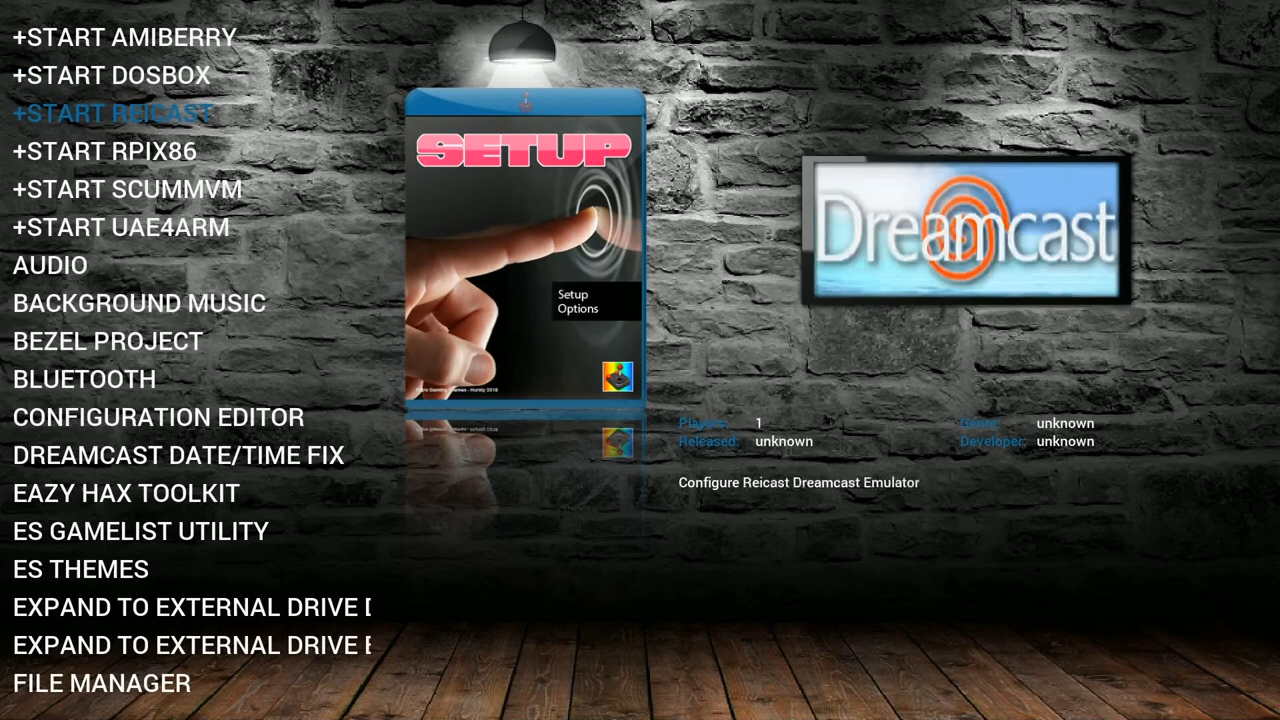 +START AMIBERRY
+START DOSBOX
+START REICAST
+START RPIX86
+START SCUMMVM
+START UAE4ARM
AUDIO
BACKGROUND MUSIC
BEZEL PROJECT
BLUETOOTH
CONFIGURATION EDITOR
DREAMCAST DATE/TIME FIX
EAZY HAX TOOLKIT
ES GAMELIST UTILITY
ES THEMES
EXPAND TO EXTERNAL DRIVE
EXPAND TO EXTERNAL DRIVE
FILE MANAGER
SETUP
Setup
Options
Dreamcast
Players: 1
Genre: unknown
Released: unknown
Developer: unknown
Configure Reicast Dreamcast Emulator